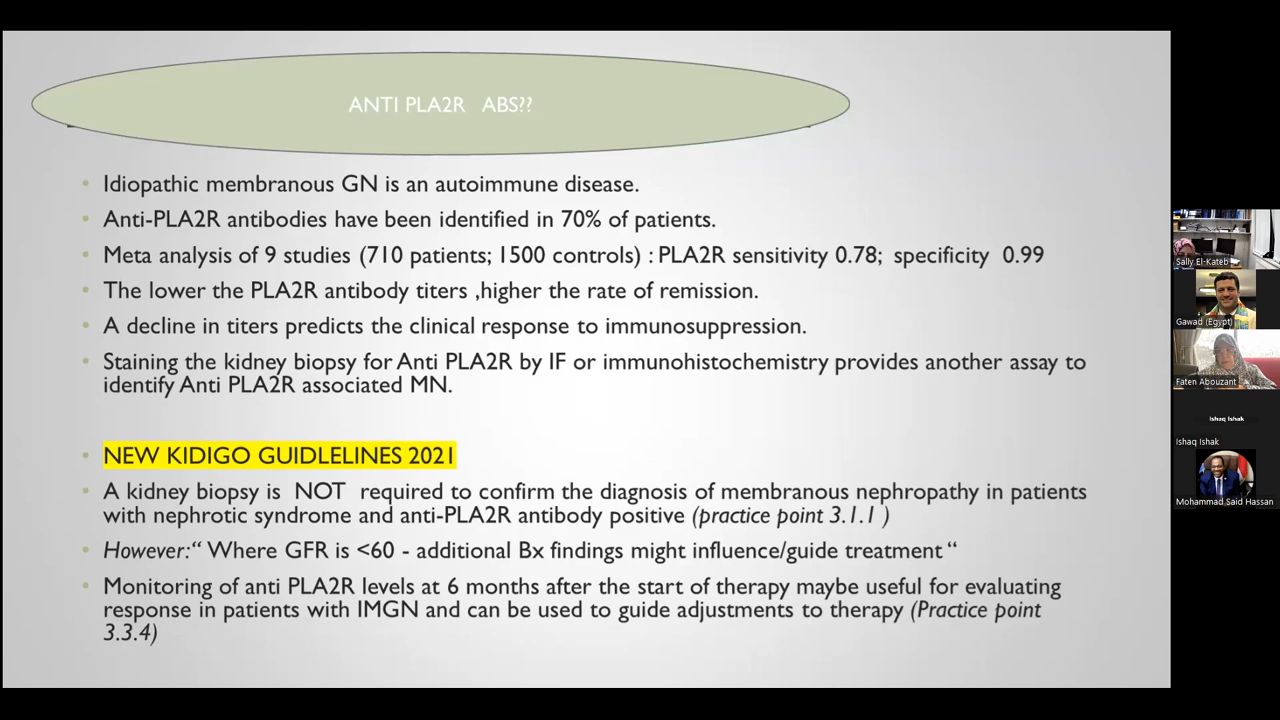 ANTI PLA2R ABS??
Idiopathic membranous GN is an autoimmune disease.
Anti-PLA2R antibodies have been identified in 70% of patients.
Meta analysis of 9 studies (710 patients; 1500 controls) : PLA2R sensitivity 0.78; specificity 0.99
The lower the PLA2R antibody titers ,higher the rate of remission.
A decline in titers predicts the clinical response to immunosuppression.
Staining the kidney biopsy for Anti PLA2R by IF or immunohistochemistry provides another assay to
identify Anti PLA2R associated MN.
NEW KIDIGO GUIDLELINES 2021
A kidney biopsy is NOT required to confirm the diagnosis of membranous nephropathy in patients
with nephrotic syndrome and anti-PLA2R antibody positive (practice point 3.1.1 )
However:“ Where GFR is <60 - additional Bx findings might influence/guide treatment “
Monitoring of anti PLA2R levels at 6 months after the start of therapy maybe useful for evaluating
response in patients with IMGN and can be used to guide adjustments to therapy (Practice point
3.3.4)
Sally El-Kateb
Gawad (Egypt)
Faten Abouzant
Ishaq Ishak
Ishaq Ishak
Mohammad Said Hassan